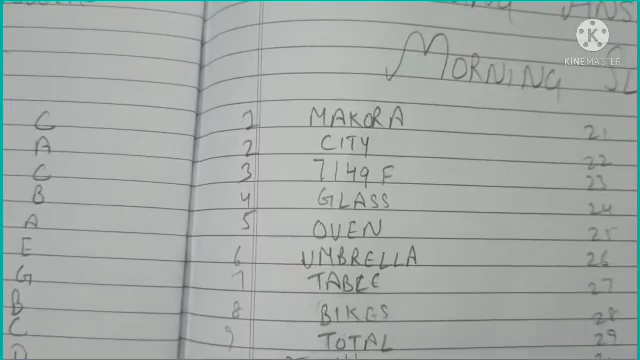 ANS
MORNING
KINEMASTER
C 1 MAKORA 21
A 2 CITY 22
C 3 7149 F 23
B 4 GLASS 24
A 5 OVEN 25
E 6 UMBRELLA 26
G 7 TABLE 27
B 8 BIKES 28
C 9 TOTAL 29
D